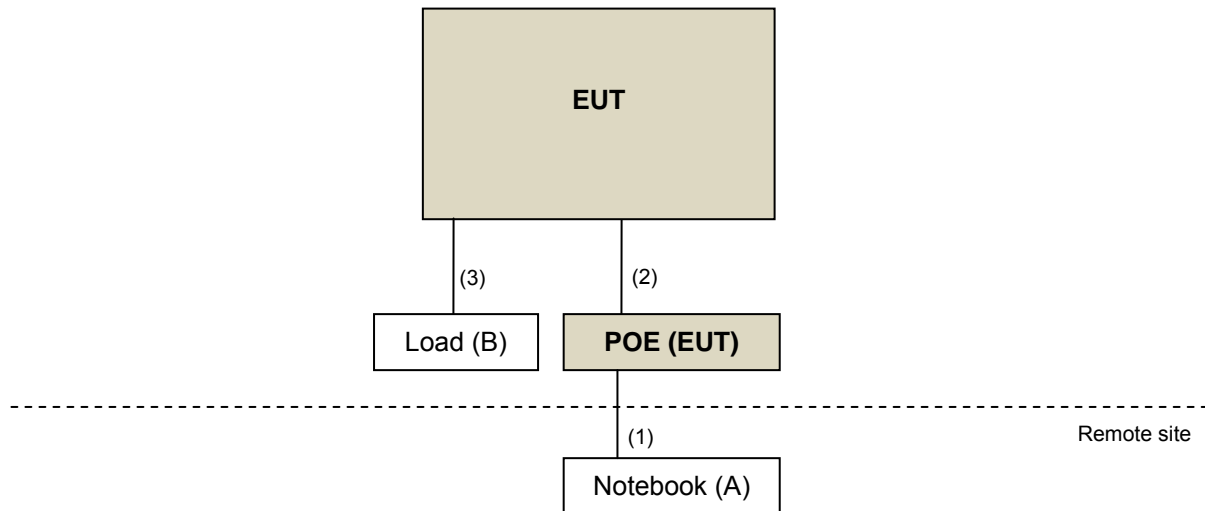 EUT
(3)
(2)
Load (B)
POE (EUT)
Remote site
(1)
Notebook (A)